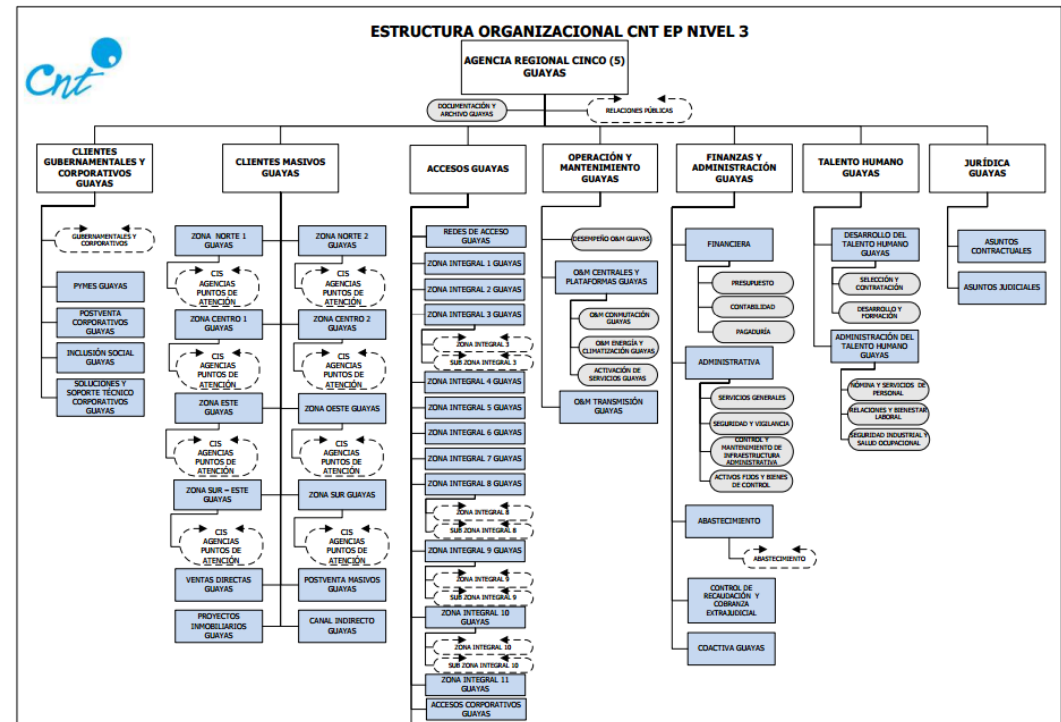 ESTRUCTURA ORGANIZACIONAL CNT EP NIVEL 3
Cnt
AGENCIA REGIONAL CINCO (5)
GUAYAS
DOCUMENTACIÓN Y
ARCHIVO GUAYAS
RELACIONES PÚBLICAS
CLIENTES
GUBERNAMENTALES Y
CORPORATIVOS
GUAYAS
GUBERNAMENTALES Y
CORPORATIVOS
PYMES GUAYAS
POSTVENTA
CORPORATIVOS
GUAYAS
INCLUSIÓN SOCIAL
GUAYAS
SOLUCIONES Y
SOPORTE TÉCNICO
CORPORATIVOS GUAYAS
CLIENTES MASIVOS
GUAYAS
ZONA NORTE 1
GUAYAS
CIS
AGENCIAS
PUNTOS DE
ATENCIÓN
ZONA NORTE 2
GUAYAS
CIS
AGENCIAS
PUNTOS DE
ATENCIÓN
ZONA CENTRO 1
GUAYAS
CIS
AGENCIAS
PUNTOS DE
ATENCIÓN
ZONA CENTRO 2
GUAYAS
CIS
AGENCIAS
PUNTOS DE
ATENCIÓN
ZONA ESTE
GUAYAS
CIS
AGENCIAS
PUNTOS DE
ATENCIÓN
ZONA OESTE GUAYAS
CIS
AGENCIAS
PUNTOS DE
ATENCIÓN
ZONA SUR – ESTE
GUAYAS
CIS
AGENCIAS
PUNTOS DE
ATENCIÓN
ZONA SUR GUAYAS
CIS
AGENCIAS
PUNTOS DE
ATENCIÓN
VENTAS DIRECTAS
GUAYAS
POSTVENTA MASIVOS
GUAYAS
PROYECTOS
INMOBILIARIOS
GUAYAS
CANAL INDIRECTO
GUAYAS
ACCESOS GUAYAS
REDES DE ACCESO
GUAYAS
ZONA INTEGRAL 1 GUAYAS
ZONA INTEGRAL 2 GUAYAS
ZONA INTEGRAL 3 GUAYAS
ZONA INTEGRAL 3
SUB ZONA INTEGRAL 3
ZONA INTEGRAL 4 GUAYAS
ZONA INTEGRAL 5 GUAYAS
ZONA INTEGRAL 6 GUAYAS
ZONA INTEGRAL 7 GUAYAS
ZONA INTEGRAL 8 GUAYAS
ZONA INTEGRAL 8
SUB ZONA INTEGRAL 8
ZONA INTEGRAL 9 GUAYAS
ZONA INTEGRAL 9
SUB ZONA INTEGRAL 9
ZONA INTEGRAL 10
GUAYAS
ZONA INTEGRAL 10
SUB ZONA INTEGRAL 10
ZONA INTEGRAL 11
GUAYAS
ACCESOS CORPORATIVOS
GUAYAS
OPERACIÓN Y
MANTENIMIENTO
GUAYAS
DESEMPEÑO O&M GUAYAS
O&M CENTRALES Y
PLATAFORMAS GUAYAS
O&M CONMUTACIÓN
GUAYAS
O&M ENERGÍA Y
CLIMATIZACIÓN GUAYAS
ACTIVACIÓN DE
SERVICIOS GUAYAS
O&M TRANSMISIÓN
GUAYAS
FINANZAS Y
ADMINISTRACIÓN
GUAYAS
FINANCIERA
PRESUPUESTO
CONTABILIDAD
PAGADURÍA
ADMINISTRATIVA
SERVICIOS GENERALES
SEGURIDAD Y VIGILANCIA
CONTROL Y
MANTENIMIENTO DE
INFRAESTRUCTURA
ADMINISTRATIVA
ACTIVOS FIJOS Y BIENES
DE CONTROL
ABASTECIMIENTO
ABASTECIMIENTO
CONTROL DE
RECAUDACIÓN Y
COBRANZA
EXTRAJUDICIAL
COACTIVA GUAYAS
TALENTO HUMANO
GUAYAS
DESARROLLO DEL
TALENTO HUMANO
GUAYAS
SELECCIÓN Y
CONTRATACIÓN
DESARROLLO Y
FORMACIÓN
ADMINISTRACIÓN DEL
TALENTO HUMANO
GUAYAS
NÓMINA Y SERVICIOS DE
PERSONAL
RELACIONES Y BIENESTAR
LABORAL
SEGURIDAD INDUSTRIAL Y
SALUD OCUPACIONAL
JURÍDICA
GUAYAS
ASUNTOS
CONTRACTUALES
ASUNTOS JUDICIALES